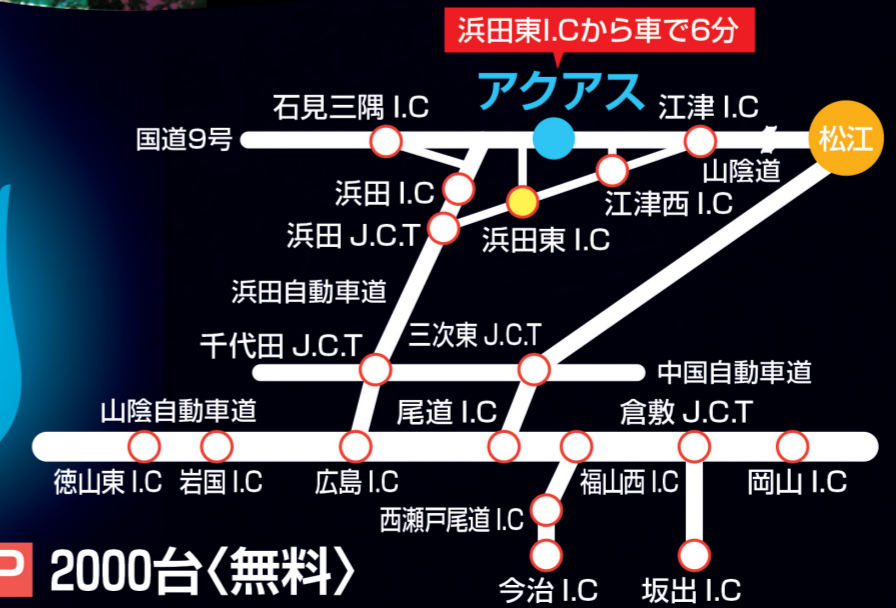 浜田東I.Cから車で6分
アクアス
石見三隅 I.C
江津 I.C
国道9号
松江
山陰道
浜田 I.C
江津西 I.C
浜田 J.C.T
浜田東 I.C
浜田自動車道
千代田 J.C.T
三次東 J.C.T
中国自動車道
山陰自動車道
尾道 I.C
倉敷 J.C.T
徳山東 I.C
岩国 I.C
広島 I.C
福山西 I.C
岡山 I.C
西瀬戸尾道 I.C
今治 I.C
坂出 I.C
P 2000台〈無料〉